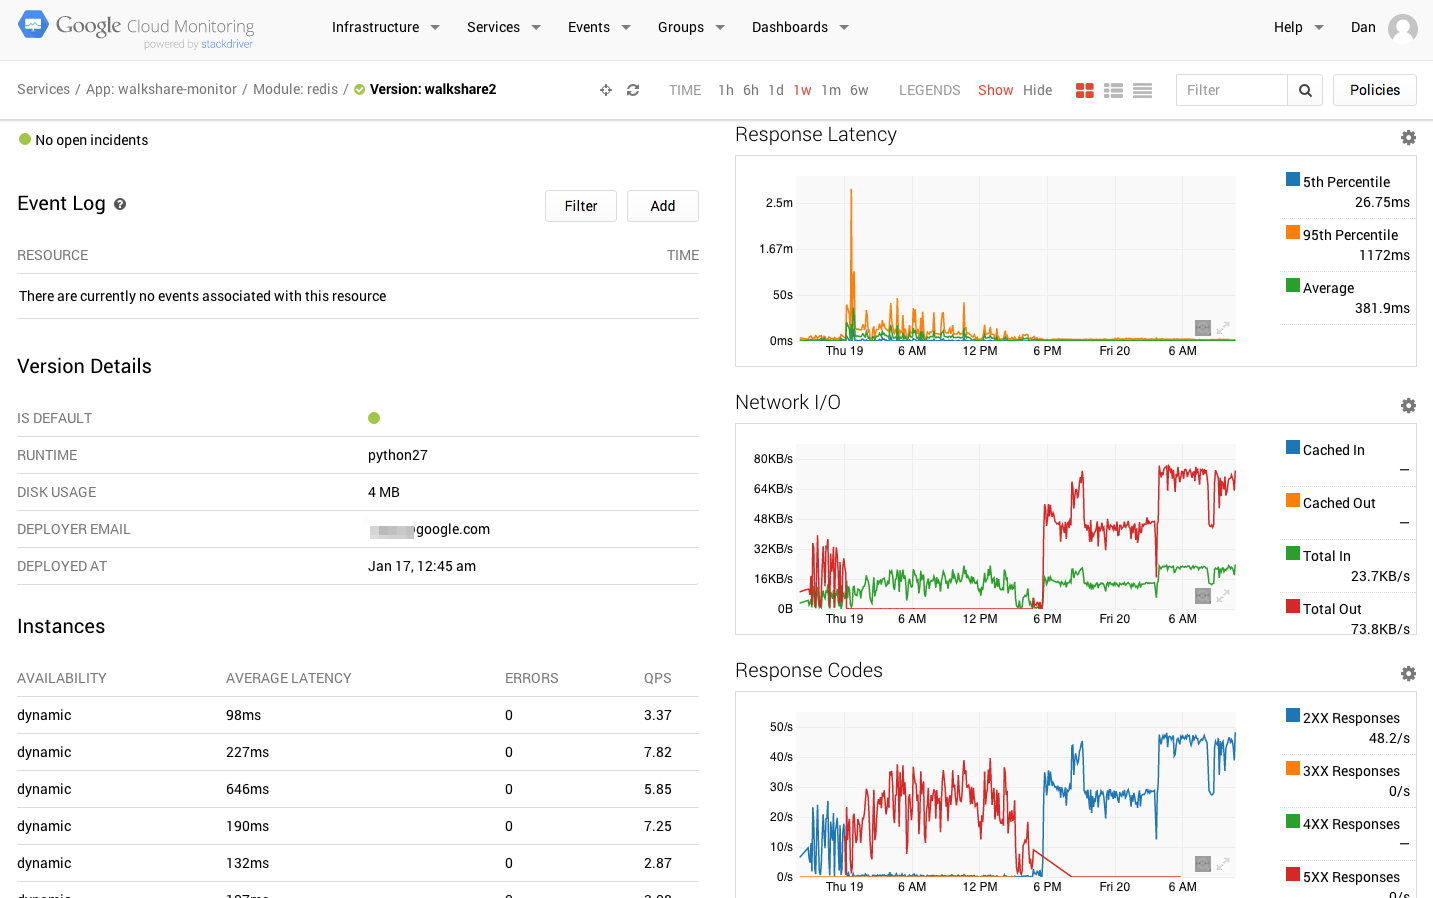 Google Cloud Monitoring
powered by stackdriver
Infrastructure Services Events Groups Dashboards Help Dan
Services / App: walkshare-monitor / Module: redis / Version: walkshare2
TIME 1h 6h 1d 1w 1m 6w LEGENDS Show Hide Filter Policies
No open incidents
Event Log ? Filter Add
RESOURCE TIME
There are currently no events associated with this resource
Version Details
IS DEFAULT
RUNTIME python27
DISK USAGE 4 MB
DEPLOYER EMAIL google.com
DEPLOYED AT Jan 17, 12:45 am
Instances
AVAILABILITY AVERAGE LATENCY ERRORS QPS
dynamic 98ms 0 3.37
dynamic 227ms 0 7.82
dynamic 646ms 0 5.85
dynamic 190ms 0 7.25
dynamic 132ms 0 2.87
Response Latency
2.5m
1.67m
50s
0ms
Thu 19 6 AM 12 PM 6 PM Fri 20 6 AM
5th Percentile
26.75ms
95th Percentile
1172ms
Average
381.9ms
Network I/O
80KB/s
64KB/s
48KB/s
32KB/s
16KB/s
0B
Thu 19 6 AM 12 PM 6 PM Fri 20 6 AM
Cached In
—
Cached Out
—
Total In
23.7KB/s
Total Out
73.8KB/s
Response Codes
50/s
40/s
30/s
20/s
10/s
0/s
Thu 19 6 AM 12 PM 6 PM Fri 20 6 AM
2XX Responses
48.2/s
3XX Responses
0/s
4XX Responses
—
5XX Responses
0/s